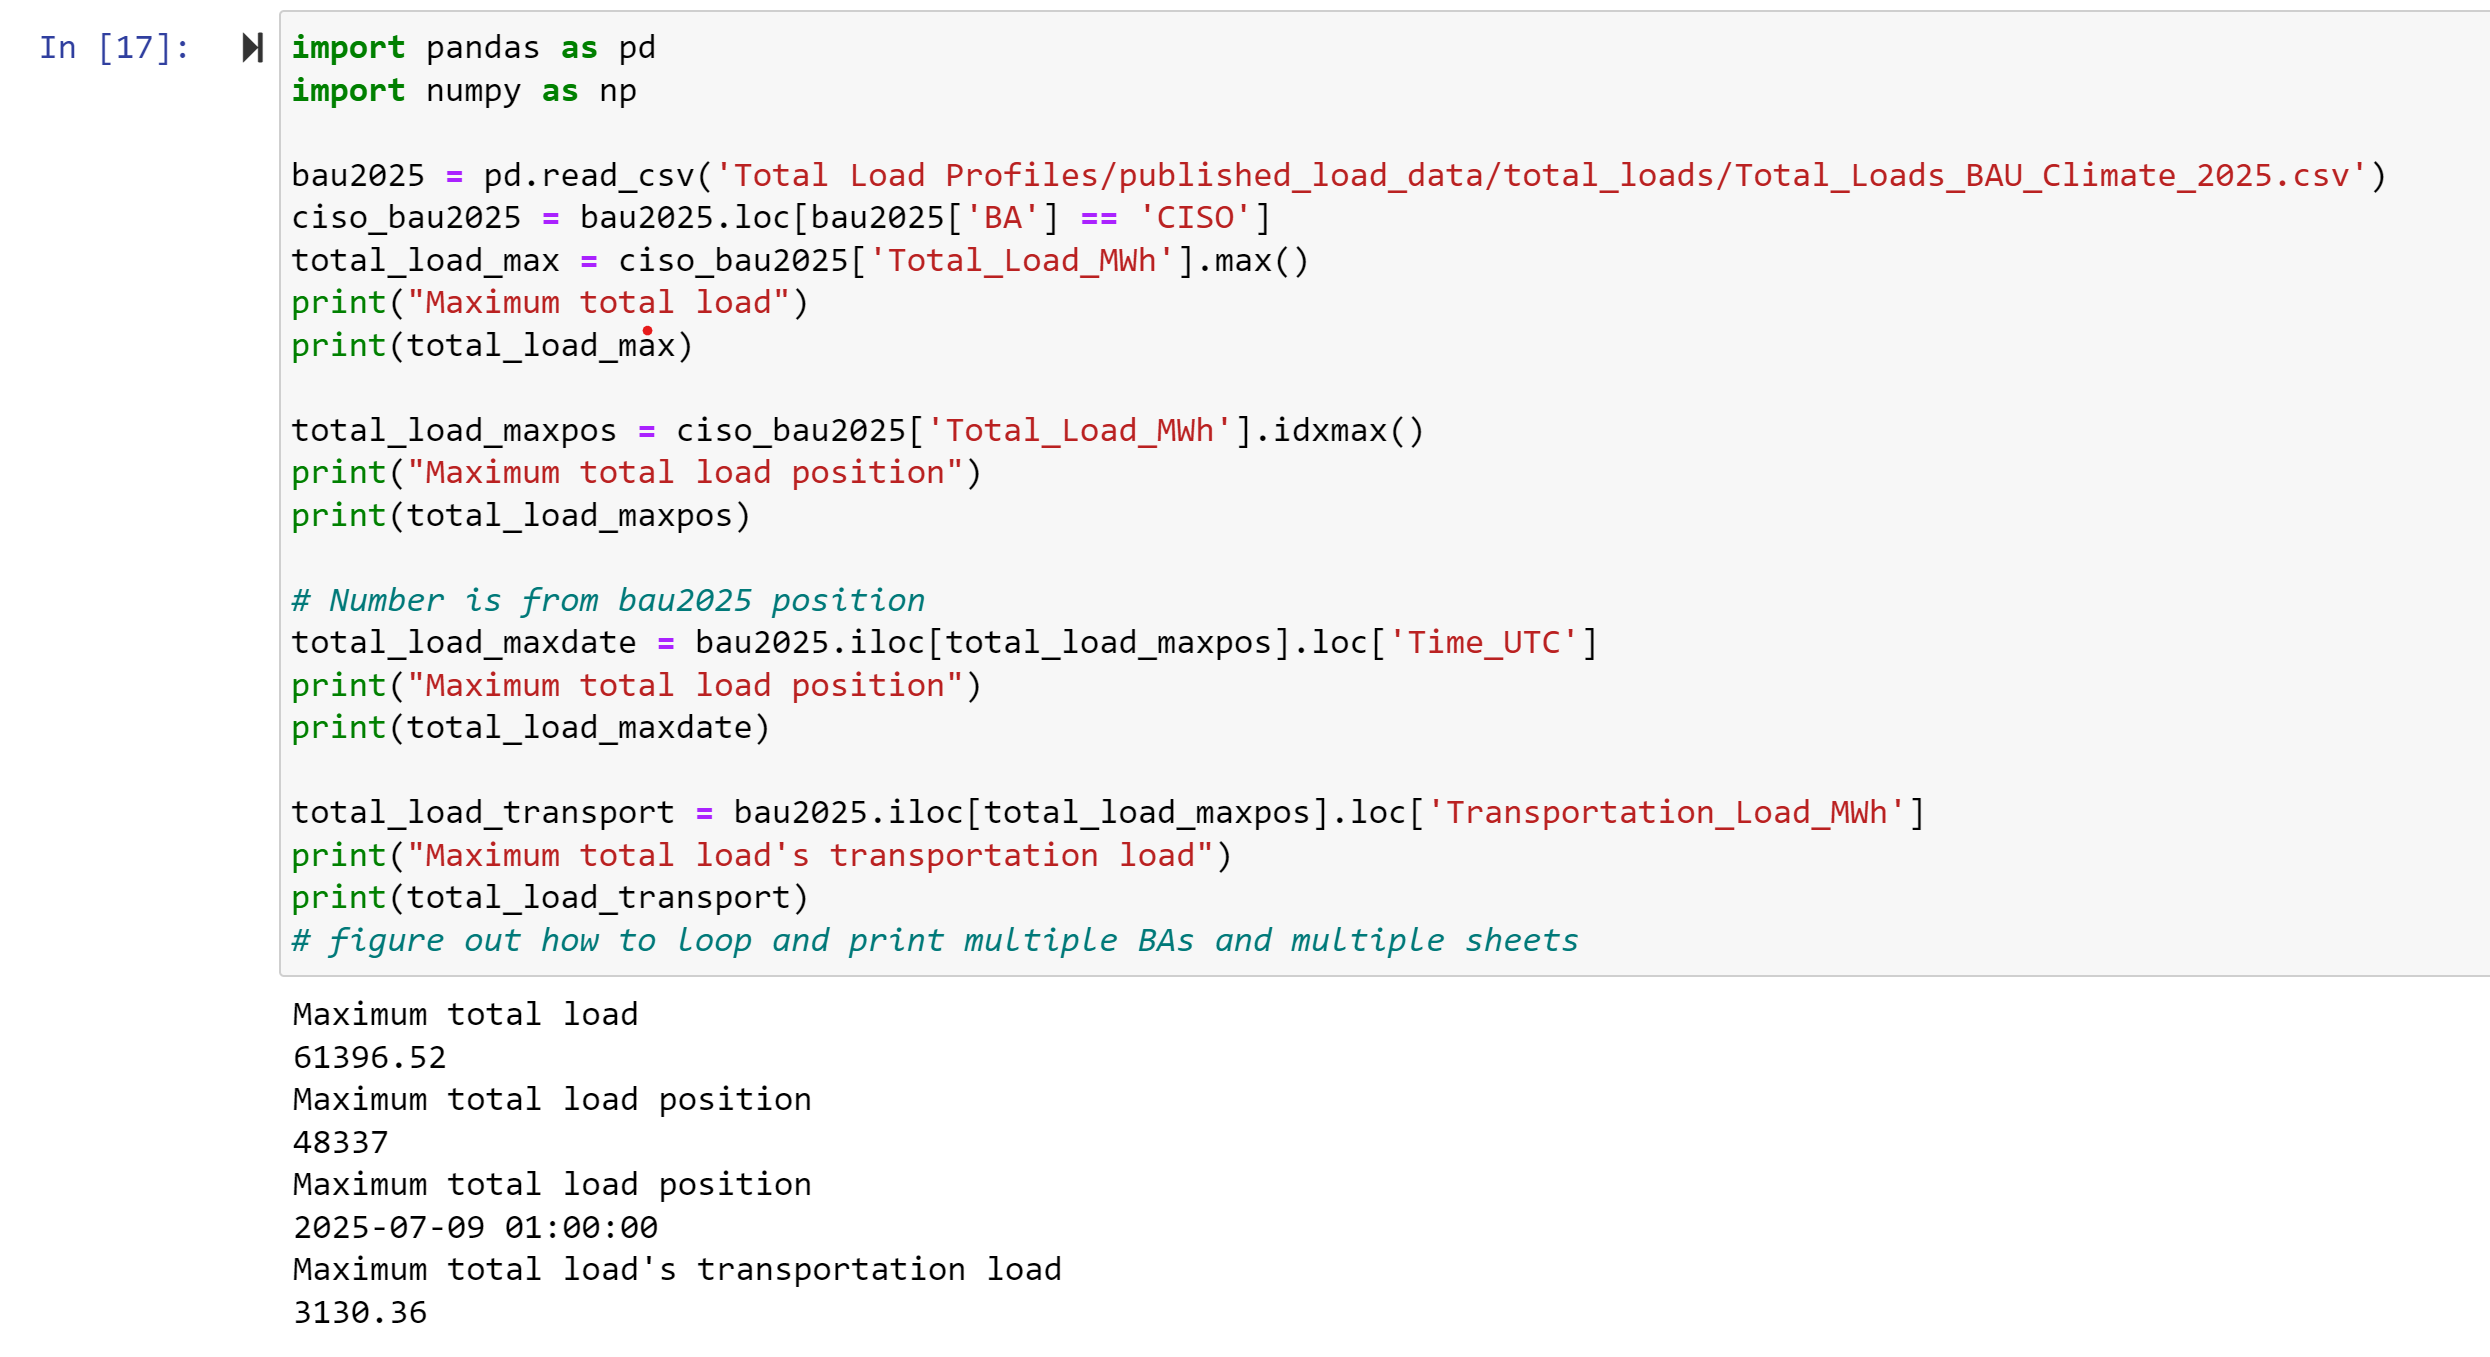 In [17]:
import pandas as pd
import numpy as np
bau2025 = pd.read_csv('Total Load Profiles/published_load_data/total_loads/Total_Loads_BAU_Climate_2025.csv')
ciso_bau2025 = bau2025.loc[bau2025['BA'] == 'CISO']
total_load_max = ciso_bau2025['Total_Load_MWh'].max()
print("Maximum total load")
print(total_load_max)
total_load_maxpos = ciso_bau2025['Total_Load_MWh'].idxmax()
print("Maximum total load position")
print(total_load_maxpos)
# Number is from bau2025 position
total_load_maxdate = bau2025.iloc[total_load_maxpos].loc['Time_UTC']
print("Maximum total load position")
print(total_load_maxdate)
total_load_transport = bau2025.iloc[total_load_maxpos].loc['Transportation_Load_MWh']
print("Maximum total load's transportation load")
print(total_load_transport)
# figure out how to loop and print multiple BAs and multiple sheets
Maximum total load
61396.52
Maximum total load position
48337
Maximum total load position
2025-07-09 01:00:00
Maximum total load's transportation load
3130.36